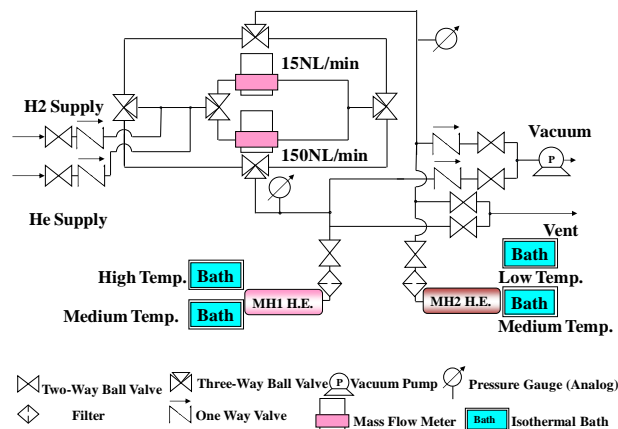 15NL/min
H2 Supply
150NL/min
Vacuum
P
He Supply
Vent
High Temp.
Bath
Bath
Low Temp.
MH1 H.E.
MH2 H.E.
Medium Temp.
Bath
Bath
Medium Temp.
Two-Way Ball Valve
Three-Way Ball Valve
P
Vacuum Pump
Pressure Gauge (Analog)
Filter
One Way Valve
Mass Flow Meter
Bath
Isothermal Bath